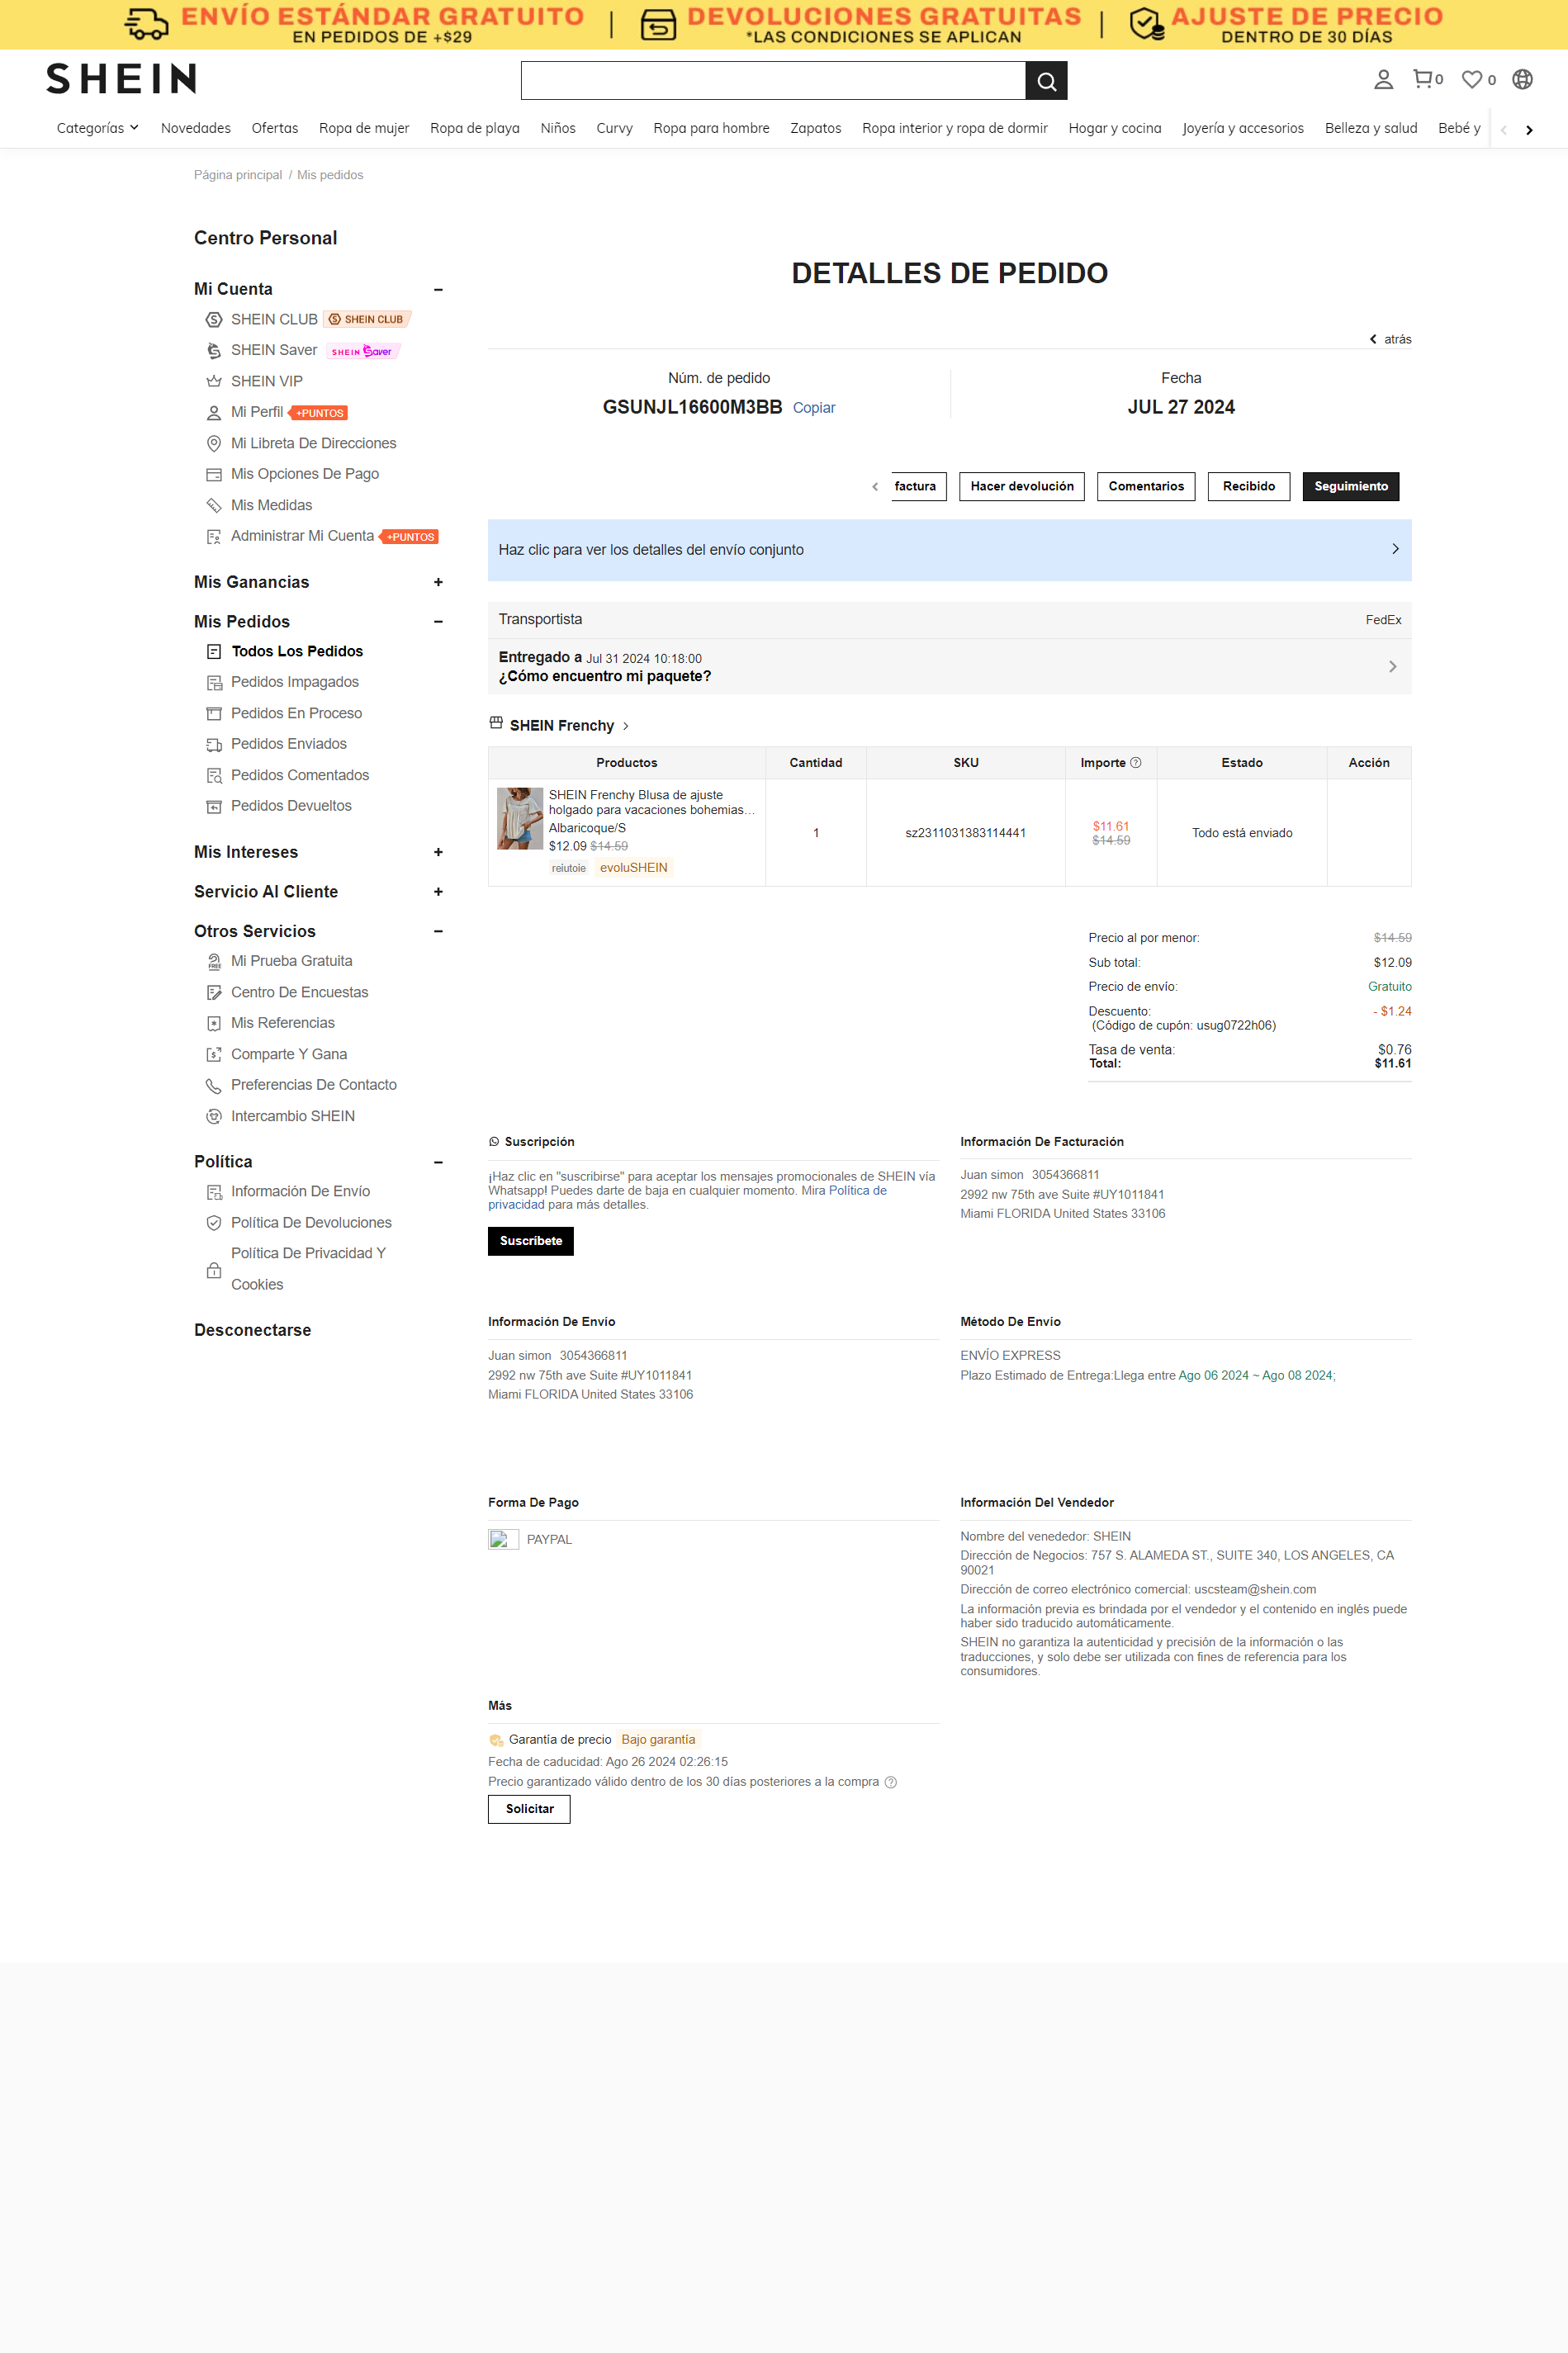 ENVÍO ESTÁNDAR GRATUITO
EN PEDIDOS DE +$29
DEVOLUCIONES GRATUITAS
*LAS CONDICIONES SE APLICAN
AJUSTE DE PRECIO
DENTRO DE 30 DÍAS
SHEIN
0
0
Categorías
Novedades
Ofertas
Ropa de mujer
Ropa de playa
Niños
Curvy
Ropa para hombre
Zapatos
Ropa interior y ropa de dormir
Hogar y cocina
Joyería y accesorios
Belleza y salud
Bebé y
Página principal / Mis pedidos
Centro Personal
Mi Cuenta
SHEIN CLUB SHEIN CLUB
SHEIN Saver SHEIN Saver
SHEIN VIP
Mi Perfil +PUNTOS
Mi Libreta De Direcciones
Mis Opciones De Pago
Mis Medidas
Administrar Mi Cuenta +PUNTOS
Mis Ganancias
Mis Pedidos
Todos Los Pedidos
Pedidos Impagados
Pedidos En Proceso
Pedidos Enviados
Pedidos Comentados
Pedidos Devueltos
Mis Intereses
Servicio Al Cliente
Otros Servicios
FREE
Mi Prueba Gratuita
Centro De Encuestas
Mis Referencias
Comparte Y Gana
Preferencias De Contacto
Intercambio SHEIN
Política
Información De Envío
Política De Devoluciones
Política De Privacidad Y
Cookies
Desconectarse
DETALLES DE PEDIDO
atrás
Núm. de pedido
GSUNJL16600M3BB Copiar
Fecha
JUL 27 2024
factura
Hacer devolución
Comentarios
Recibido
Seguimiento
Haz clic para ver los detalles del envío conjunto
Transportista
FedEx
Entregado a Jul 31 2024 10:18:00
¿Cómo encuentro mi paquete?
SHEIN Frenchy
Productos
Cantidad
SKU
Importe
Estado
Acción
SHEIN Frenchy Blusa de ajuste
holgado para vacaciones bohemias...
Albaricoque/S
$12.09 $14.59
reiutoie evoluSHEIN
1
sz2311031383114441
$11.61
$14.59
Todo está enviado
Precio al por menor: $14.59
Sub total: $12.09
Precio de envío: Gratuito
Descuento: - $1.24
(Código de cupón: usug0722h06)
Tasa de venta: $0.76
Total: $11.61
Suscripción
¡Haz clic en "suscribirse" para aceptar los mensajes promocionales de SHEIN vía
Whatsapp! Puedes darte de baja en cualquier momento. Mira Política de
privacidad para más detalles.
Suscríbete
Información De Facturación
Juan simon 3054366811
2992 nw 75th ave Suite #UY1011841
Miami FLORIDA United States 33106
Información De Envío
Juan simon 3054366811
2992 nw 75th ave Suite #UY1011841
Miami FLORIDA United States 33106
Método De Envío
ENVÍO EXPRESS
Plazo Estimado de Entrega:Llega entre Ago 06 2024 ~ Ago 08 2024;
Forma De Pago
PAYPAL
Información Del Vendedor
Nombre del venededor: SHEIN
Dirección de Negocios: 757 S. ALAMEDA ST., SUITE 340, LOS ANGELES, CA
90021
Dirección de correo electrónico comercial: uscsteam@shein.com
La información previa es brindada por el vendedor y el contenido en inglés puede
haber sido traducido automáticamente.
SHEIN no garantiza la autenticidad y precisión de la información o las
traducciones, y solo debe ser utilizada con fines de referencia para los
consumidores.
Más
Garantía de precio Bajo garantía
Fecha de caducidad: Ago 26 2024 02:26:15
Precio garantizado válido dentro de los 30 días posteriores a la compra
Solicitar